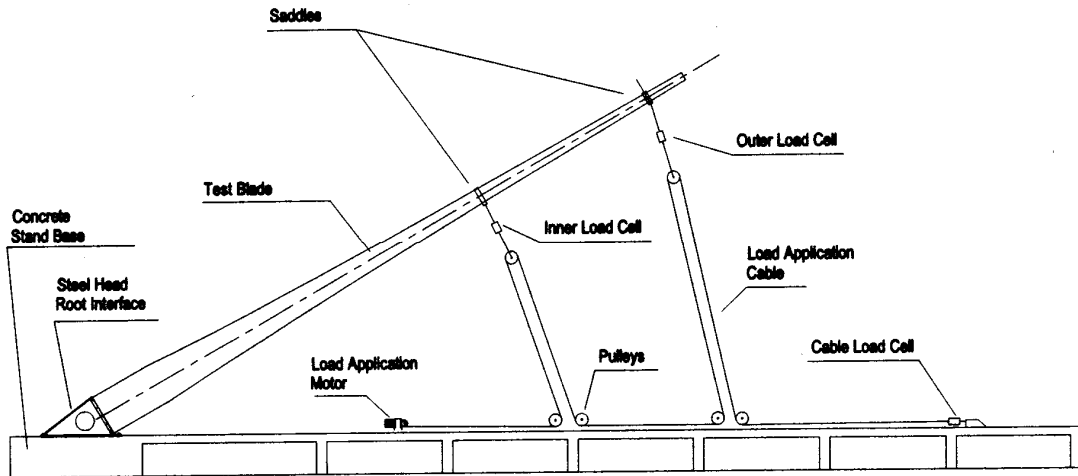 Saddles
Outer Load Cell
Test Blade
Concrete
Stand Base
Inner Load Cell
Load Application
Cable
Steel Head
Root Interface
Load Application
Motor
Pulleys
Cable Load Cell